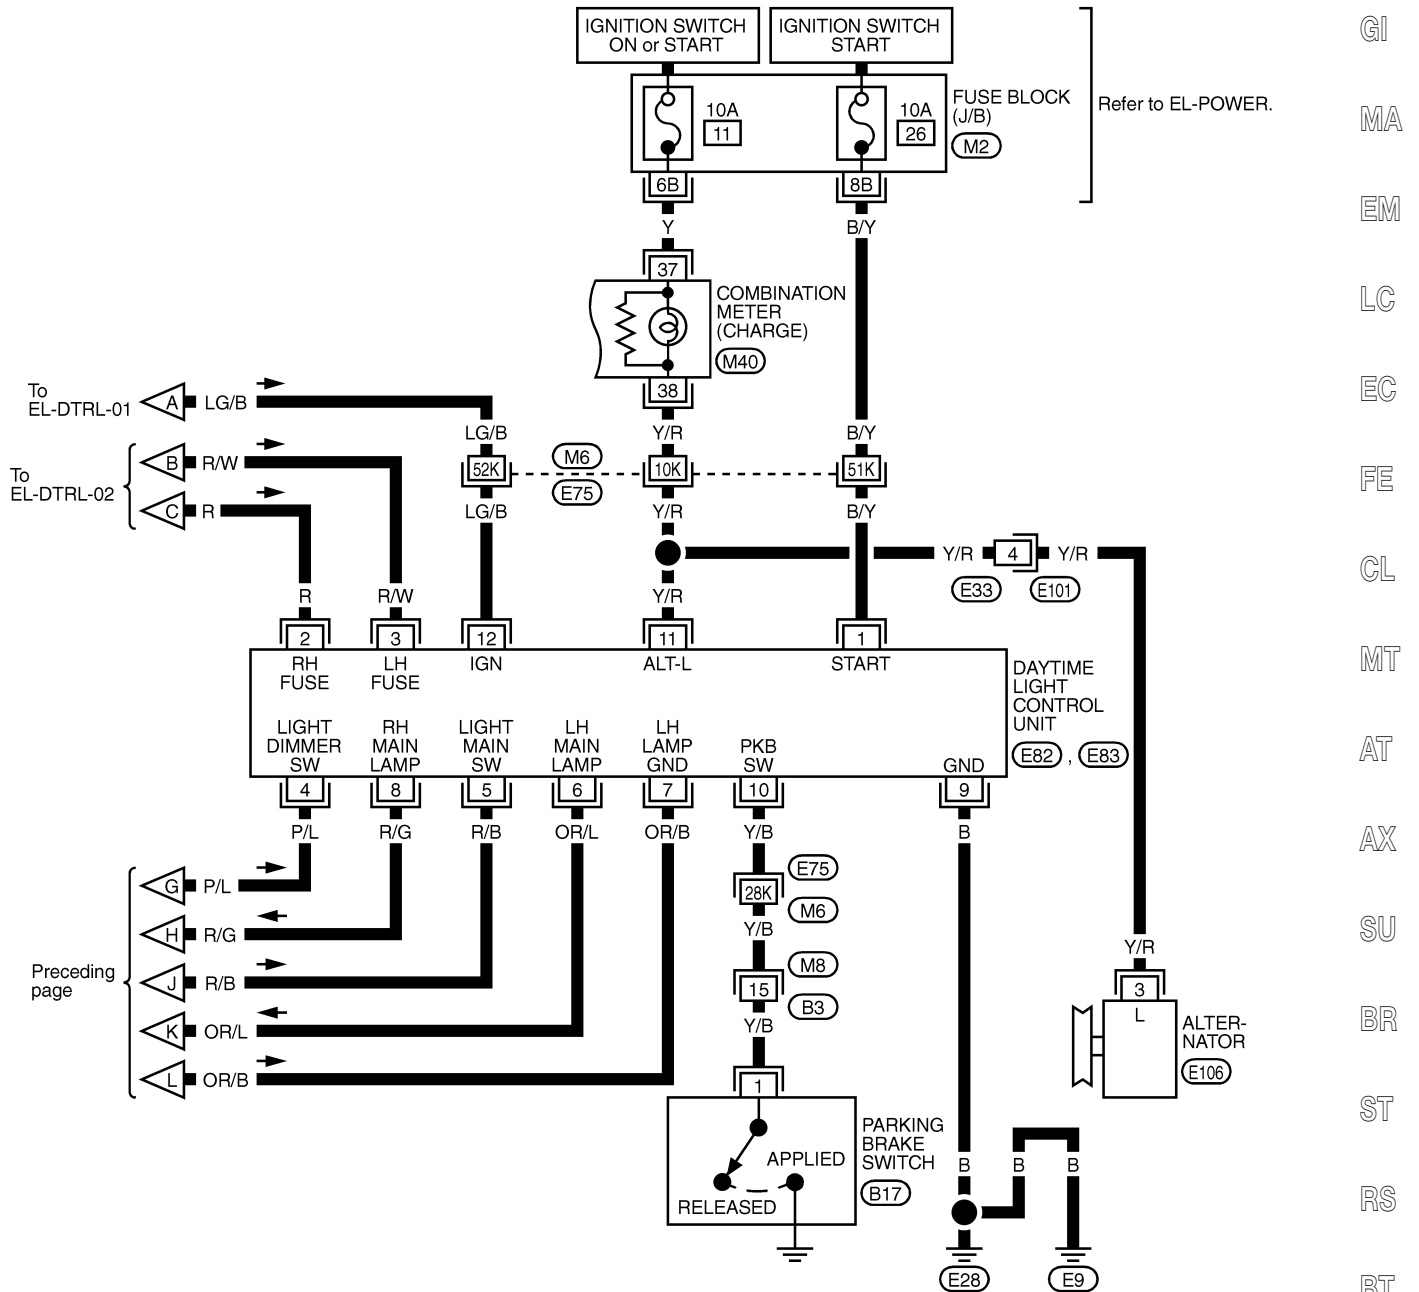 IGNITION SWITCH
ON or START
IGNITION SWITCH
START
GI
FUSE BLOCK
(J/B)
M2
10A
11
10A
26
Refer to EL-POWER.
MA
6B
8B
EM
Y
B/Y
37
COMBINATION
METER
(CHARGE)
M40
LC
38
EC
To
EL-DTRL-01
A
LG/B
LG/B
Y/R
B/Y
To
EL-DTRL-02
B
R/W
C
R
52K
M6
E75
10K
51K
FE
LG/B
Y/R
B/Y
Y/R
4
Y/R
E33
E101
CL
R
R/W
Y/R
2
3
12
11
1
RH
FUSE
LH
FUSE
IGN
ALT-L
START
DAYTIME
LIGHT
CONTROL
UNIT
E82 , E83
MT
LIGHT
DIMMER
SW
RH
MAIN
LAMP
LIGHT
MAIN
SW
LH
MAIN
LAMP
LH
LAMP
GND
PKB
SW
GND
AT
4
8
5
6
7
10
9
P/L
R/G
R/B
OR/L
OR/B
Y/B
B
AX
E75
28K
M6
Y/B
M8
15
B3
Y/B
1
Preceding
page
G
P/L
H
R/G
J
R/B
K
OR/L
L
OR/B
SU
Y/R
3
L
ALTER-
NATOR
E106
BR
PARKING
BRAKE
SWITCH
B17
APPLIED
RELEASED
ST
B
B
B
RS
E28
E9
BT